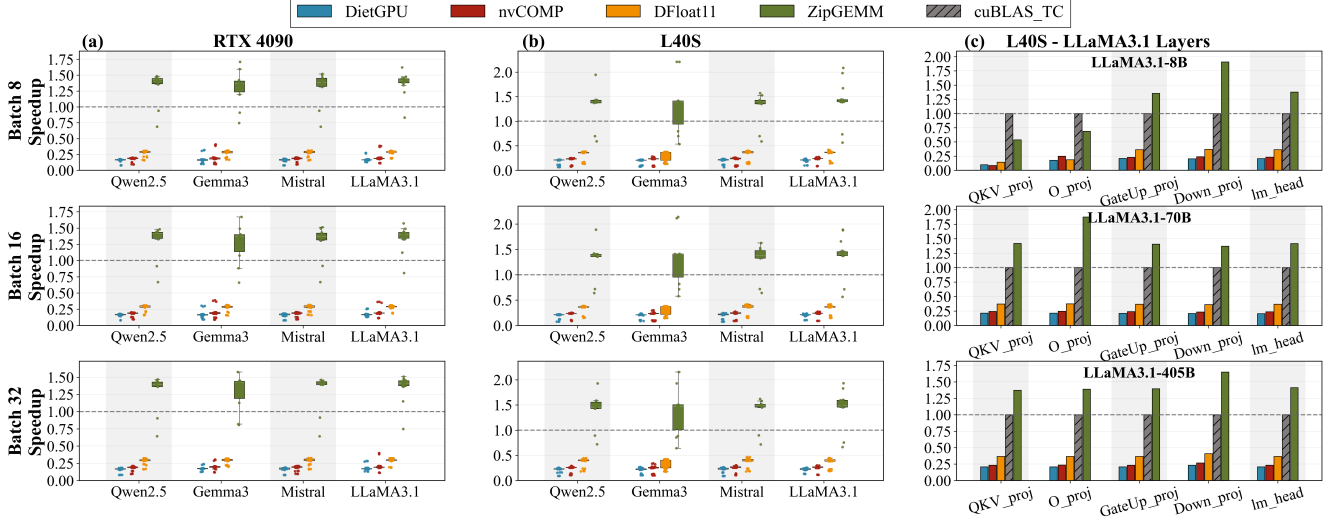 DietGPU nvCOMP DFloat11 ZipGEMM cuBLAS_TC
(a) RTX 4090
Batch 8
Speedup
1.75
1.50
1.25
1.00
0.75
0.50
0.25
0.00
Qwen2.5 Gemma3 Mistral LLaMA3.1
(b) L40S
2.0
1.5
1.0
0.5
0.0
Qwen2.5 Gemma3 Mistral LLaMA3.1
(c) L40S - LLaMA3.1 Layers
LLaMA3.1-8B
2.00
1.75
1.50
1.25
1.00
0.75
0.50
0.25
0.00
QKV_proj O_proj GateUp_proj Down_proj lm_head
Batch 16
Speedup
1.75
1.50
1.25
1.00
0.75
0.50
0.25
0.00
Qwen2.5 Gemma3 Mistral LLaMA3.1
2.0
1.5
1.0
0.5
0.0
Qwen2.5 Gemma3 Mistral LLaMA3.1
LLaMA3.1-70B
2.00
1.75
1.50
1.25
1.00
0.75
0.50
0.25
0.00
QKV_proj O_proj GateUp_proj Down_proj lm_head
Batch 32
Speedup
1.50
1.25
1.00
0.75
0.50
0.25
0.00
Qwen2.5 Gemma3 Mistral LLaMA3.1
2.0
1.5
1.0
0.5
0.0
Qwen2.5 Gemma3 Mistral LLaMA3.1
LLaMA3.1-405B
1.75
1.50
1.25
1.00
0.75
0.50
0.25
0.00
QKV_proj O_proj GateUp_proj Down_proj lm_head